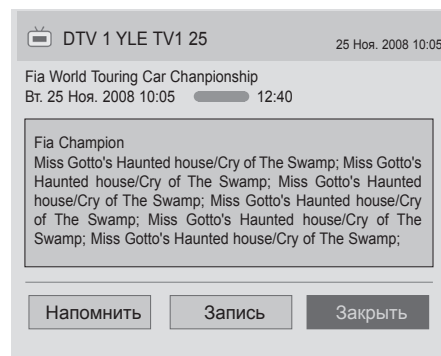 DTV 1 YLE TV1 25
25 Ноя. 2008 10:05
Fia World Touring Car Chanpionship
Вт. 25 Ноя. 2008 10:05 12:40
Fia Champion
Miss Gotto's Haunted house/Cry of The Swamp; Miss Gotto's
Haunted house/Cry of The Swamp; Miss Gotto's Haunted
house/Cry of The Swamp; Miss Gotto's Haunted house/Cry
of The Swamp; Miss Gotto's Haunted house/Cry of The
Swamp; Miss Gotto's Haunted house/Cry of The Swamp;
Напомнить Запись Закрыть